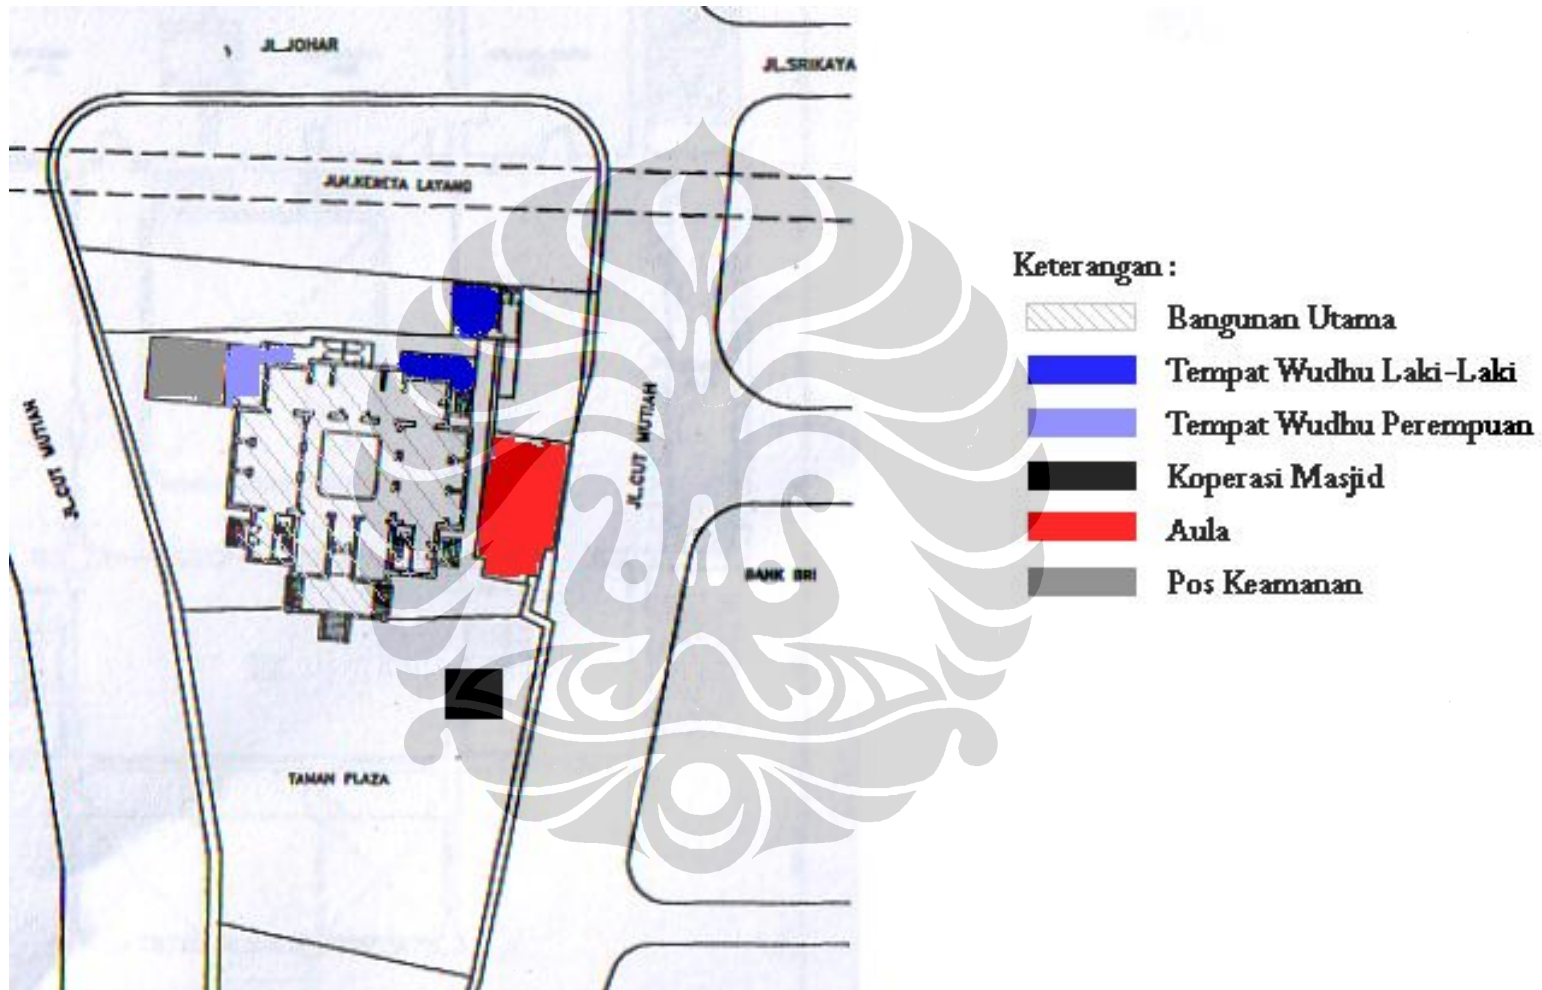 JL.JOHAR
JL.SRIKAYA
JLN.KERETA LAYANG
JL.CUT MUTIAH
JL.CUT MUTIAH
BANK BRI
TAMAN PLAZA
Keterangan :
Bangunan Utama
Tempat Wudhu Laki-Laki
Tempat Wudhu Perempuan
Koperasi Masjid
Aula
Pos Keamanan